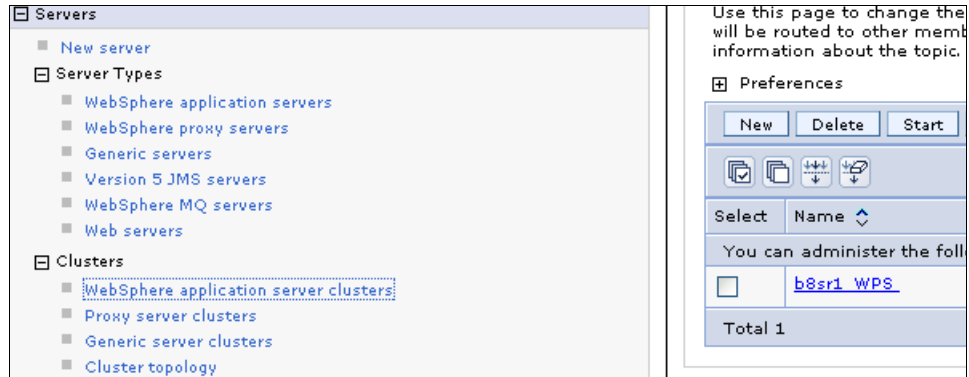 Servers
New server
Server Types
WebSphere application servers
WebSphere proxy servers
Generic servers
Version 5 JMS servers
WebSphere MQ servers
Web servers
Clusters
WebSphere application server clusters
Proxy server clusters
Generic server clusters
Cluster topology
Use this page to change the
will be routed to other memb
information about the topic.
Preferences
New Delete Start
Select Name
You can administer the foll
b8sr1_WPS
Total 1